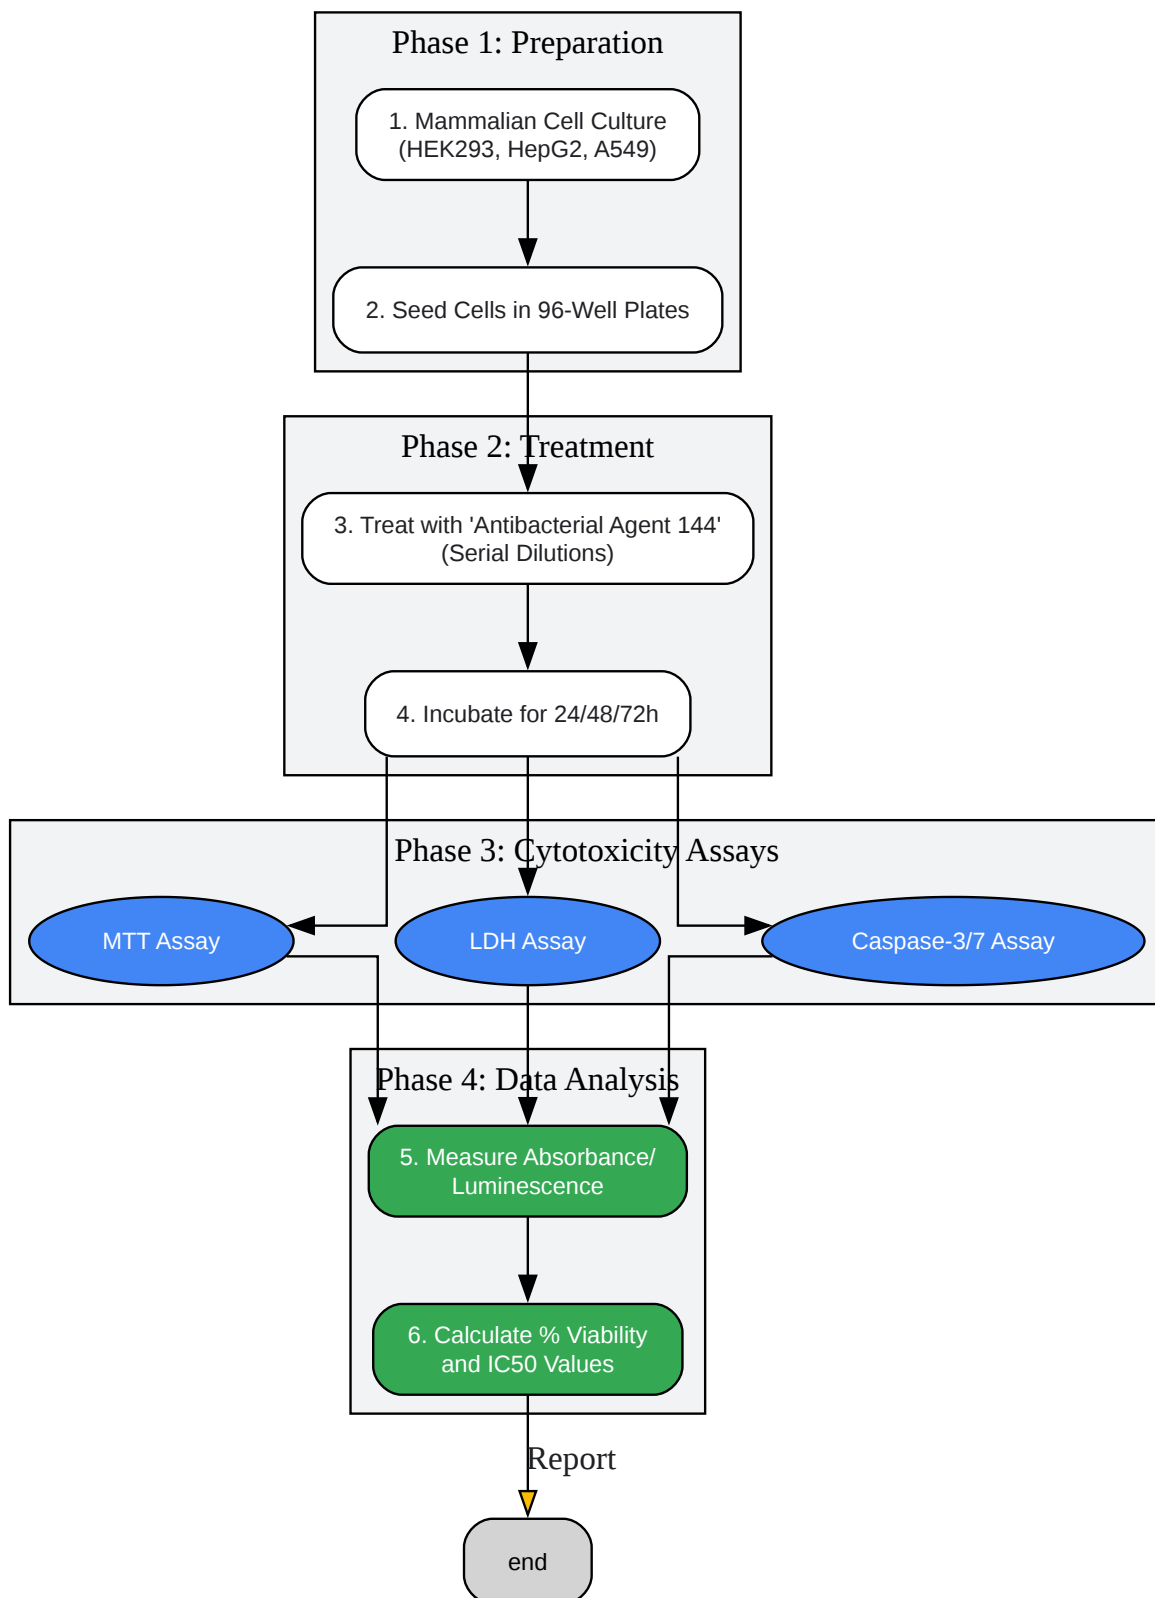 Phase 1: Preparation
1. Mammalian Cell Culture
(HEK293, HepG2, A549)
2. Seed Cells in 96-Well Plates
Phase 2: Treatment
3. Treat with 'Antibacterial Agent 144'
(Serial Dilutions)
4. Incubate for 24/48/72h
Phase 3: Cytotoxicity Assays
MTT Assay
LDH Assay
Caspase-3/7 Assay
Phase 4: Data Analysis
5. Measure Absorbance/
Luminescence
6. Calculate % Viability
and IC50 Values
Report
end